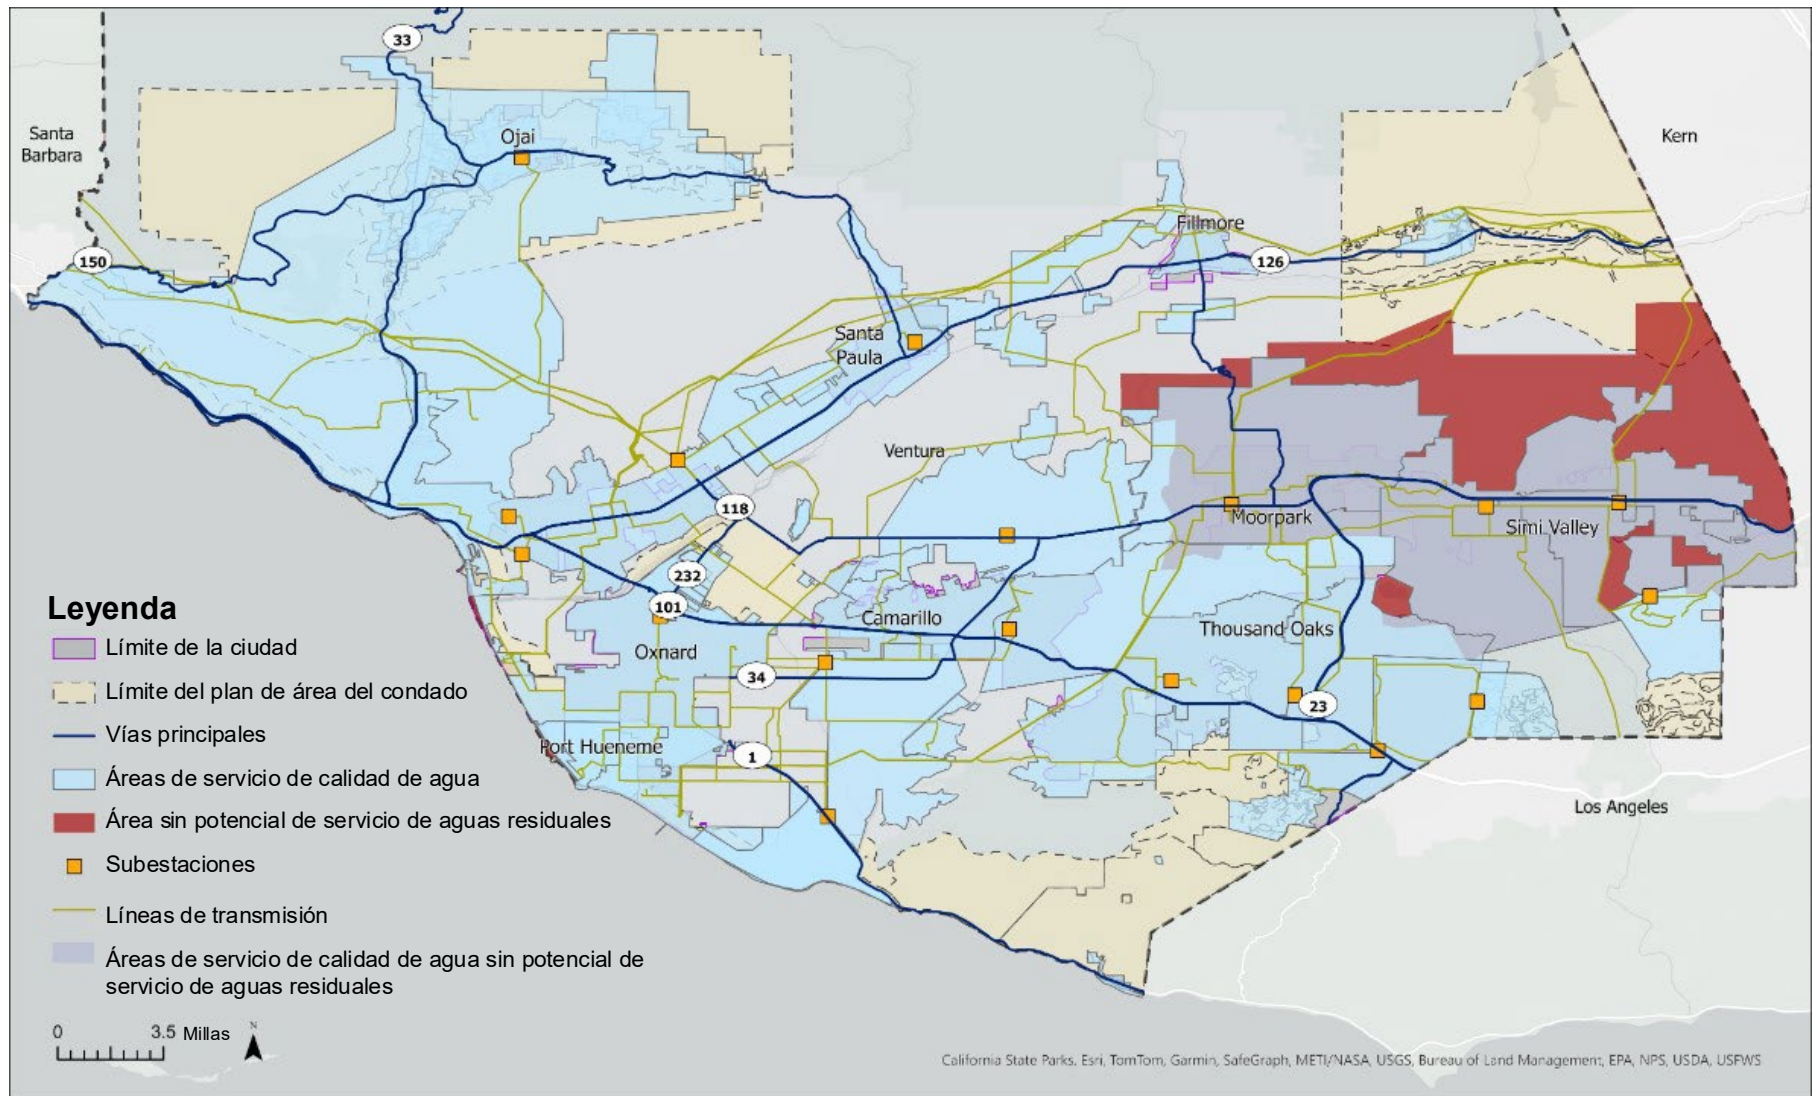 33
Santa
Barbara
Ojai
Kern
150
Fillmore
126
Santa
Paula
Ventura
118
Moorpark
Simi Valley
232
101
Camarillo
Thousand Oaks
Oxnard
34
23
Port Hueneme
1
Los Angeles
Leyenda
Límite de la ciudad
Límite del plan de área del condado
Vías principales
Áreas de servicio de calidad de agua
Área sin potencial de servicio de aguas residuales
Subestaciones
Líneas de transmisión
Áreas de servicio de calidad de agua sin potencial de
servicio de aguas residuales
0 3.5 Millas
N
California State Parks, Esri, TomTom, Garmin, SafeGraph, METI/NASA, USGS, Bureau of Land Management, EPA, NPS, USDA, USFWS